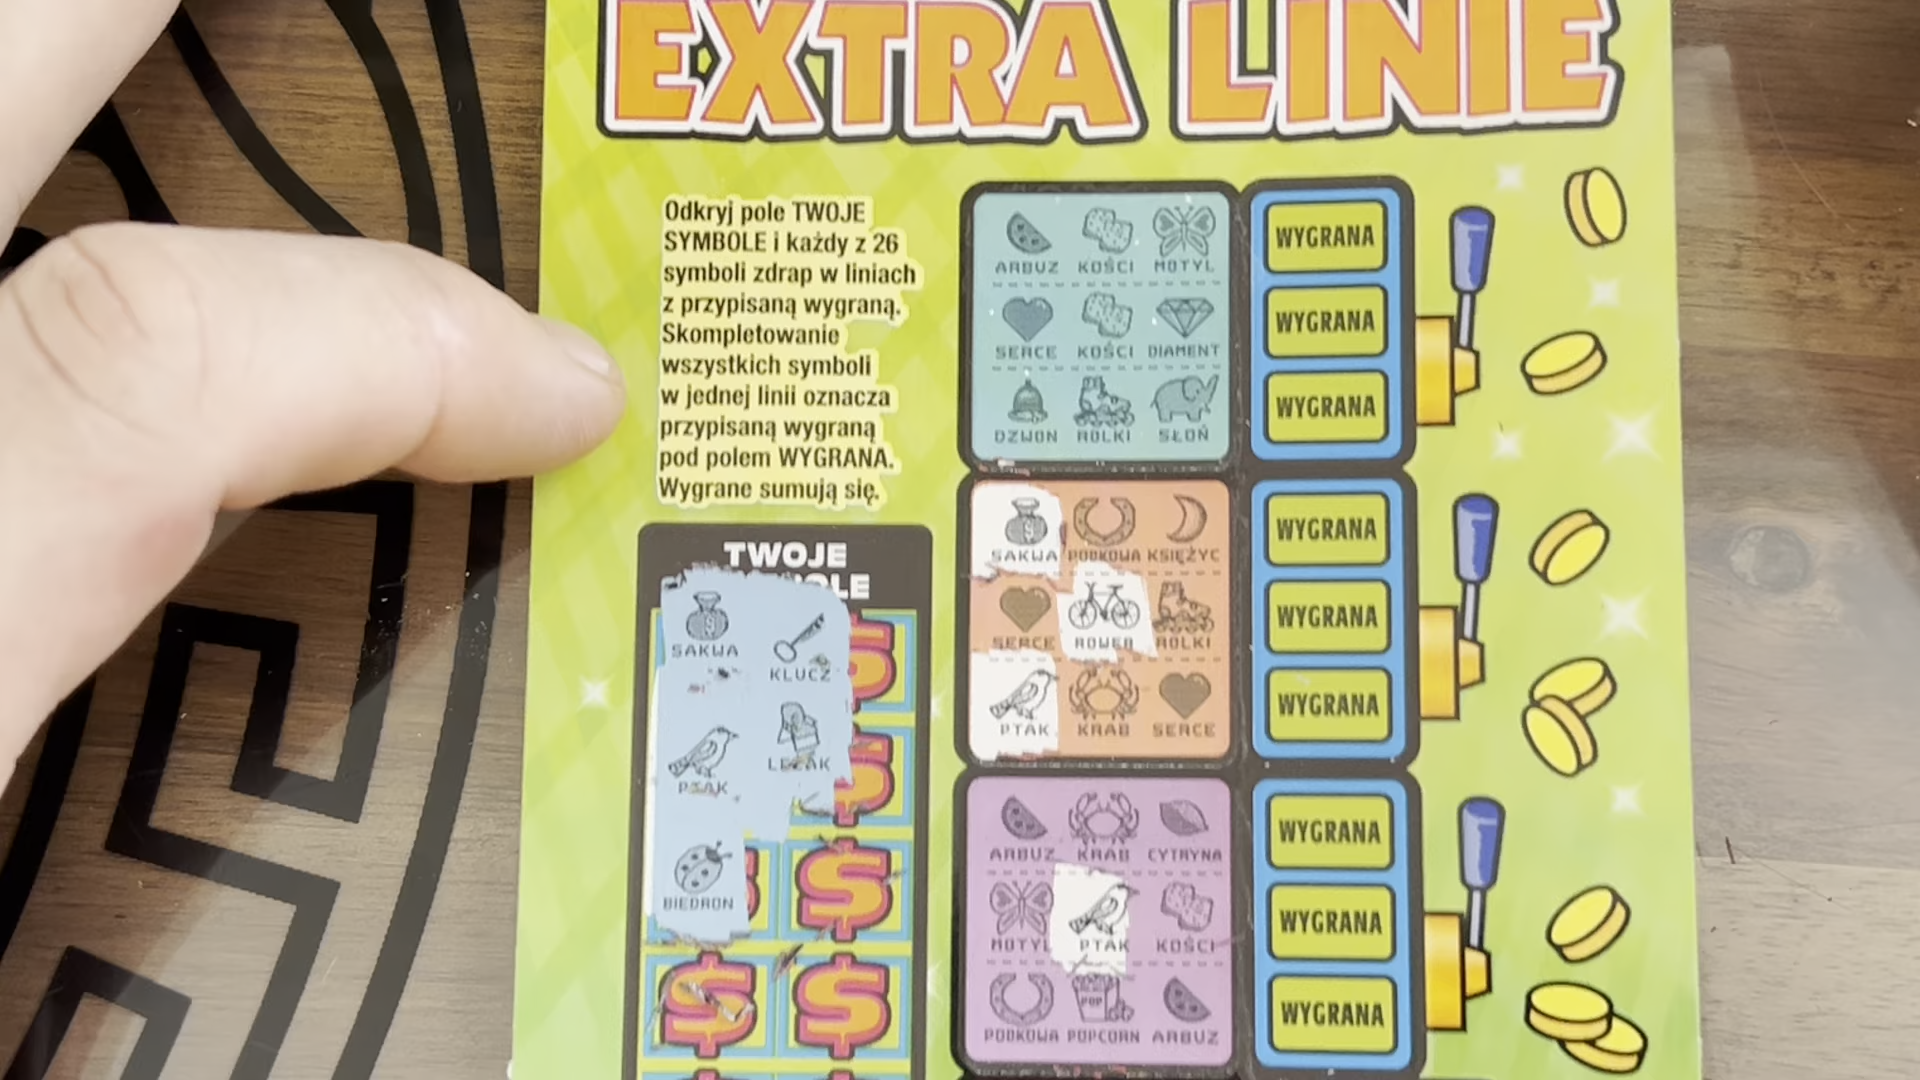 EXTRA LINIE
Odkryj pole TWOJE
SYMBOLE i każdy z 26
symboli zdrap w liniach
z przypisaną wygraną.
Skompletowanie
wszystkich symboli
w jednej linii oznacza
przypisaną wygraną
pod polem WYGRANA.
Wygrane sumują się.
TWOJE
SAKWA
KLUCZ
PTAK
LEŻAK
BIEDRON
ARBUZ KOŚCI MOTYL
WYGRANA
SERCE KOŚCI DIAMENT
WYGRANA
DZWON ROLKI SŁOŃ
WYGRANA
SAKWA PODKOWA KSIĘŻYC
WYGRANA
SERCE ROWER ROLKI
WYGRANA
PTAK KRAB SERCE
WYGRANA
ARBUZ KRAB CYTRYNA
WYGRANA
MOTYL PTAK KOŚCI
WYGRANA
POP
PODKOWA POPCORN ARBUZ
WYGRANA